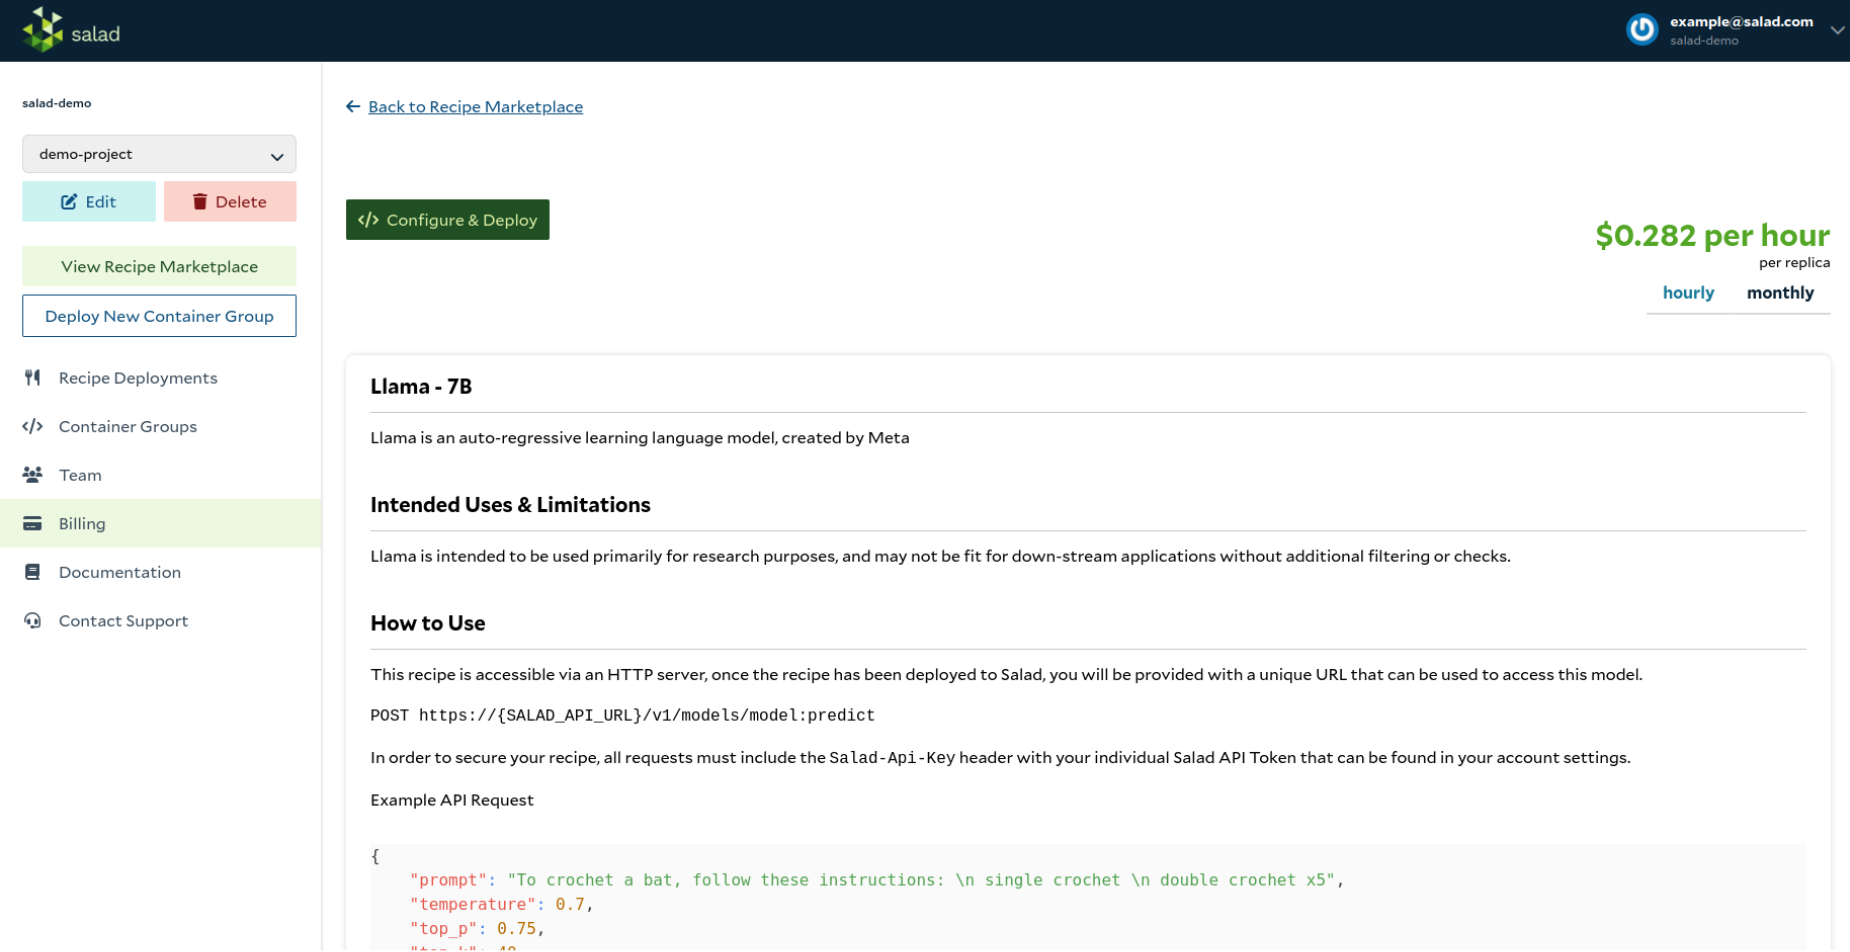 salad
example@salad.com
salad-demo
salad-demo
demo-project
Edit
Delete
View Recipe Marketplace
Deploy New Container Group
Recipe Deployments
Container Groups
Team
Billing
Documentation
Contact Support
Back to Recipe Marketplace
Configure & Deploy
$0.282 per hour
per replica
hourly monthly
Llama - 7B
Llama is an auto-regressive learning language model, created by Meta
Intended Uses & Limitations
Llama is intended to be used primarily for research purposes, and may not be fit for down-stream applications without additional filtering or checks.
How to Use
This recipe is accessible via an HTTP server, once the recipe has been deployed to Salad, you will be provided with a unique URL that can be used to access this model.
POST https://{SALAD_API_URL}/v1/models/model:predict
In order to secure your recipe, all requests must include the Salad-Api-Key header with your individual Salad API Token that can be found in your account settings.
Example API Request
{
"prompt": "To crochet a bat, follow these instructions: \n single crochet \n double crochet x5",
"temperature": 0.7,
"top_p": 0.75,